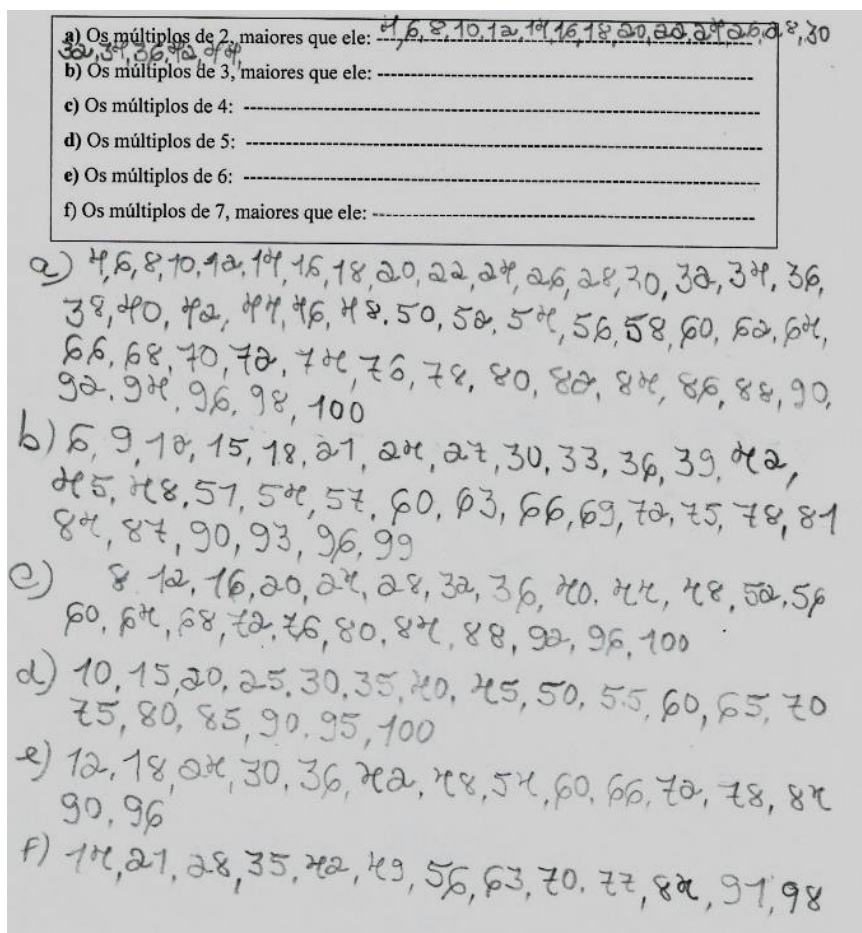 a) Os múltiplos de 2, maiores que ele: 4,6,8,10,12,14,16,18,20,22,24,26,28,30
32,34,36,42,44,
b) Os múltiplos de 3, maiores que ele:
c) Os múltiplos de 4:
d) Os múltiplos de 5:
e) Os múltiplos de 6:
f) Os múltiplos de 7, maiores que ele:
a) 4,6,8,10,12,14,16,18,20,22,24,26,28,30,32,34,36,
38,40,42,44,46,48.50,52,54,56,58,60,62,64,
66,68,70,72,74,76,78,80,82,84,86,88,90,
92.94,96,98,100
b) 6,9,12,15,18,21,24,27,30,33,36,39,42,
45,48.51,54,57,60,63,66,69,72,75,78,81
84,87,90,93,96,99
c) 8 12,16,20,24,28,32,36,40.44,48,52,56
60,64,68,72.76,80.84,88,92,96,100
d) 10,15,20,25,30,35,40,45,50,55,60,65,70
75,80,85,90.95,100
e) 12,18,24,30,36,42,48,54,60,66,72,78,84
90,96
f) 14,21,28,35,42,49,56,63,70.77,84,91,98